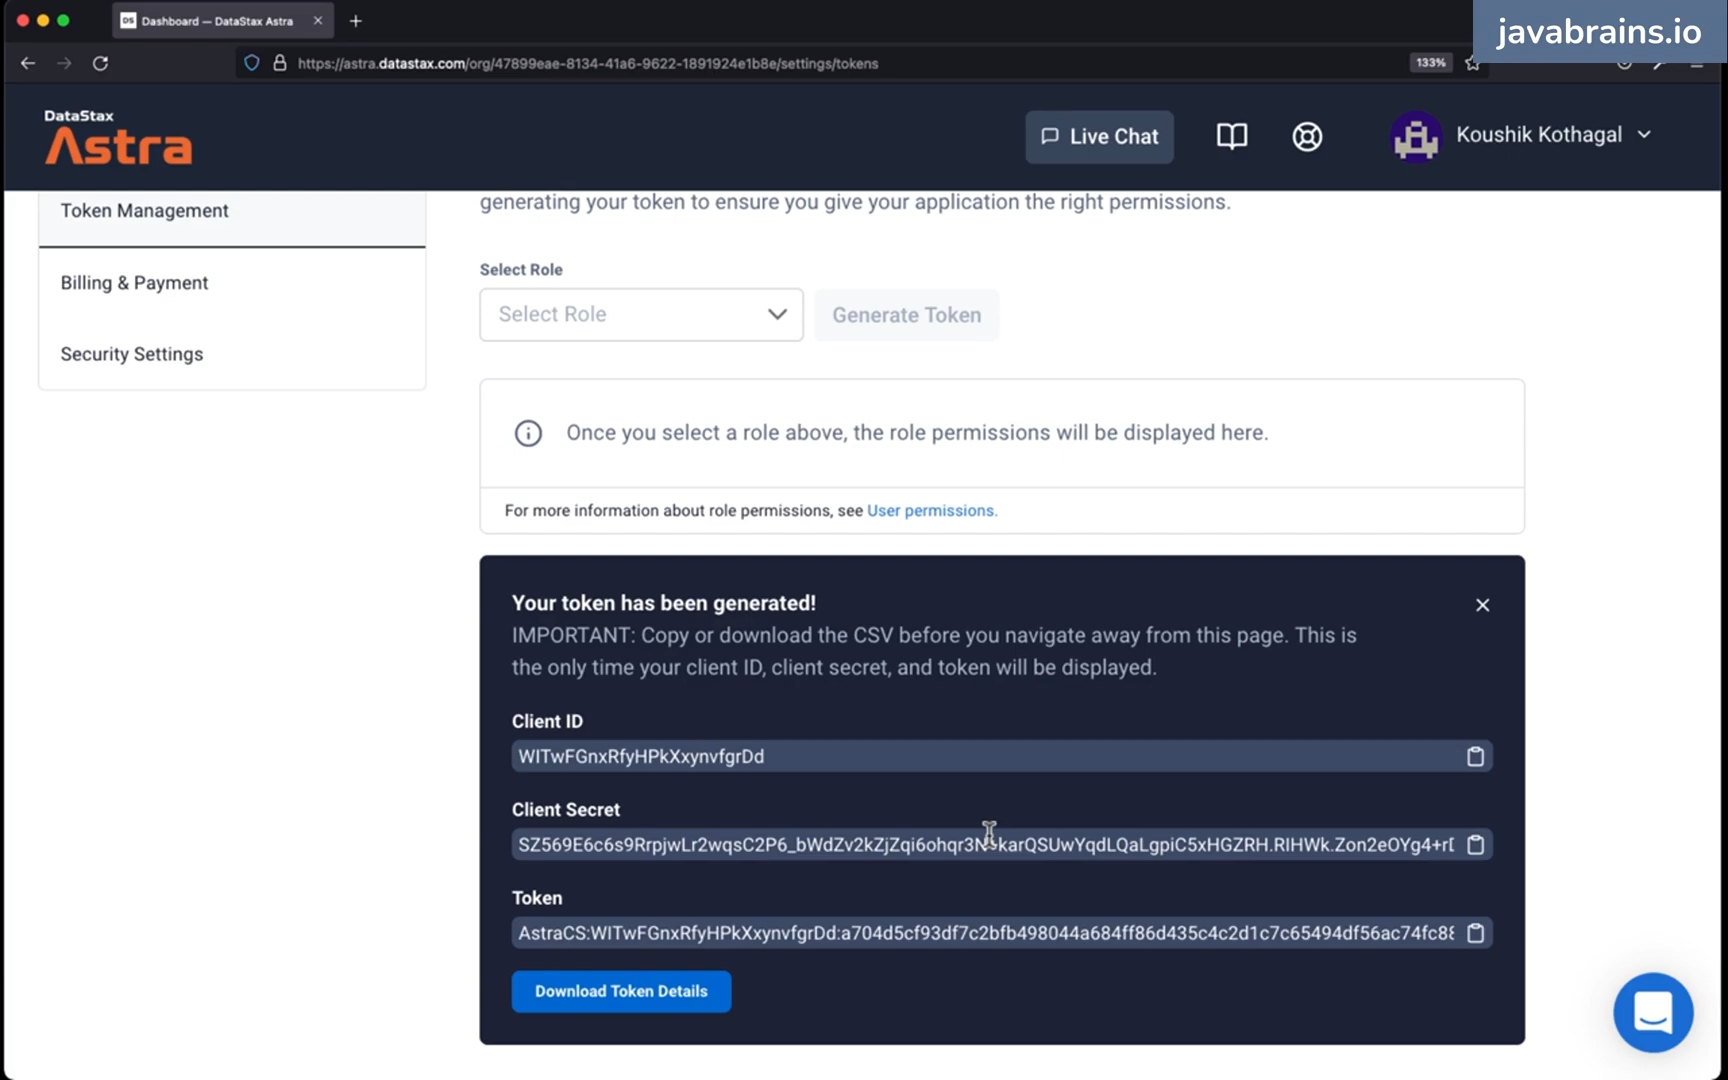 DS Dashboard — DataStax Astra
javabrains.io
https://astra.datastax.com/org/47899eae-8134-41a6-9622-1891924e1b8e/settings/tokens
133%
DataStax
Astra
Live Chat
Koushik Kothagal
Token Management
Billing & Payment
Security Settings
generating your token to ensure you give your application the right permissions.
Select Role
Select Role
Generate Token
Once you select a role above, the role permissions will be displayed here.
For more information about role permissions, see User permissions.
Your token has been generated!
IMPORTANT: Copy or download the CSV before you navigate away from this page. This is
the only time your client ID, client secret, and token will be displayed.
Client ID
WITwFGnxRfyHPkXxynvfgrDd
Client Secret
Token
AstraCS:WITwFGnxRfyHPkXxynvfgrDd:a704d5cf93df7c2bfb498044a684ff86d435c4c2d1c7c65494df56ac74fc88
Download Token Details